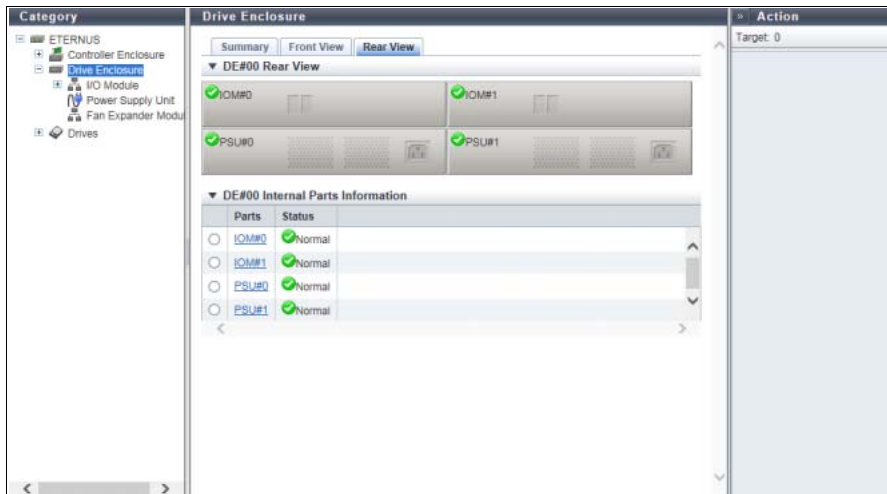 Category
ETERNUS
Controller Enclosure
Drive Enclosure
I/O Module
Power Supply Unit
Fan Expander Modul
Drives
Drive Enclosure
Summary Front View Rear View
DE#00 Rear View
IOM#0 IOM#1
PSU#0 PSU#1
DE#00 Internal Parts Information
Parts Status
IOM#0 Normal
IOM#1 Normal
PSU#0 Normal
PSU#1 Normal
» Action
Target: 0